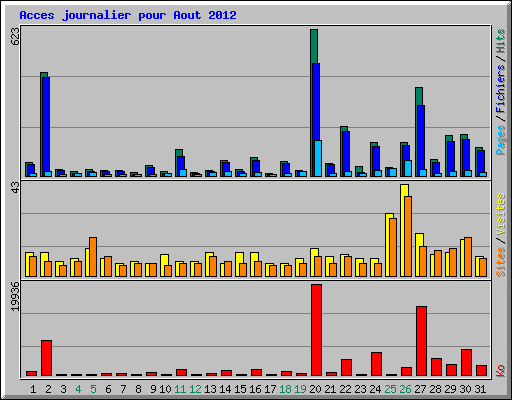 Acces journalier pour Aout 2012
623
Pages/Fichiers/Hits
43
Sites/Visites
19936
Ko
1 2 3 4 5 6 7 8 9 10 11 12 13 14 15 16 17 18 19 20 21 22 23 24 25 26 27 28 29 30 31